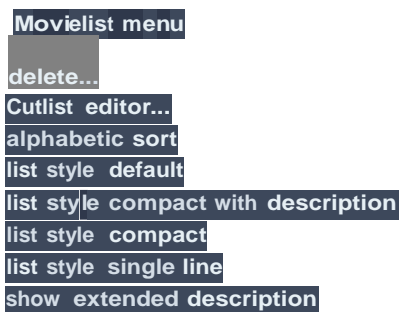 Movielist menu
delete...
Cutlist editor...
alphabetic sort
list style default
list style compact with description
list style compact
list style single line
show extended description